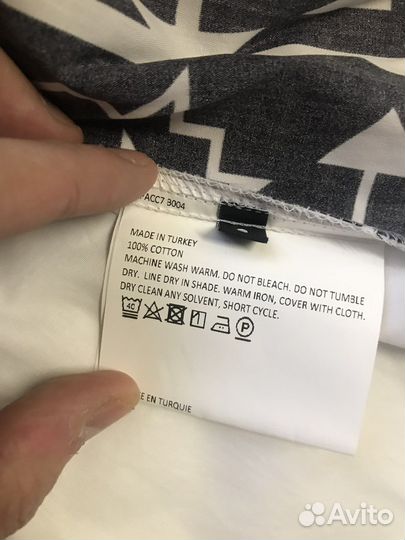 ACC7 3004
MADE IN TURKEY
100% COTTON
MACHINE WASH WARM. DO NOT BLEACH. DO NOT TUMBLE
DRY. LINE DRY IN SHADE. WARM IRON, COVER WITH CLOTH.
DRY CLEAN ANY SOLVENT, SHORT CYCLE.
40 P
E EN TURQUIE
Avito